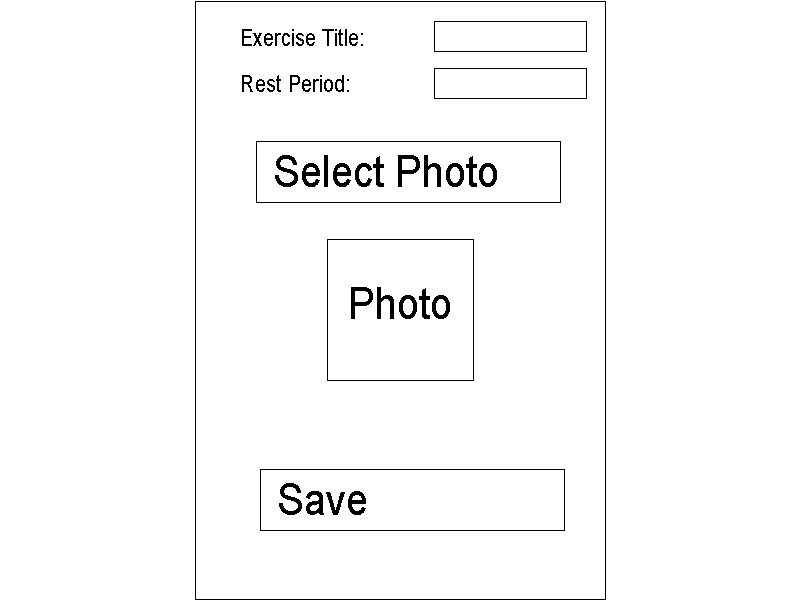 Exercise Title:
Rest Period:
Select Photo
Photo
Save